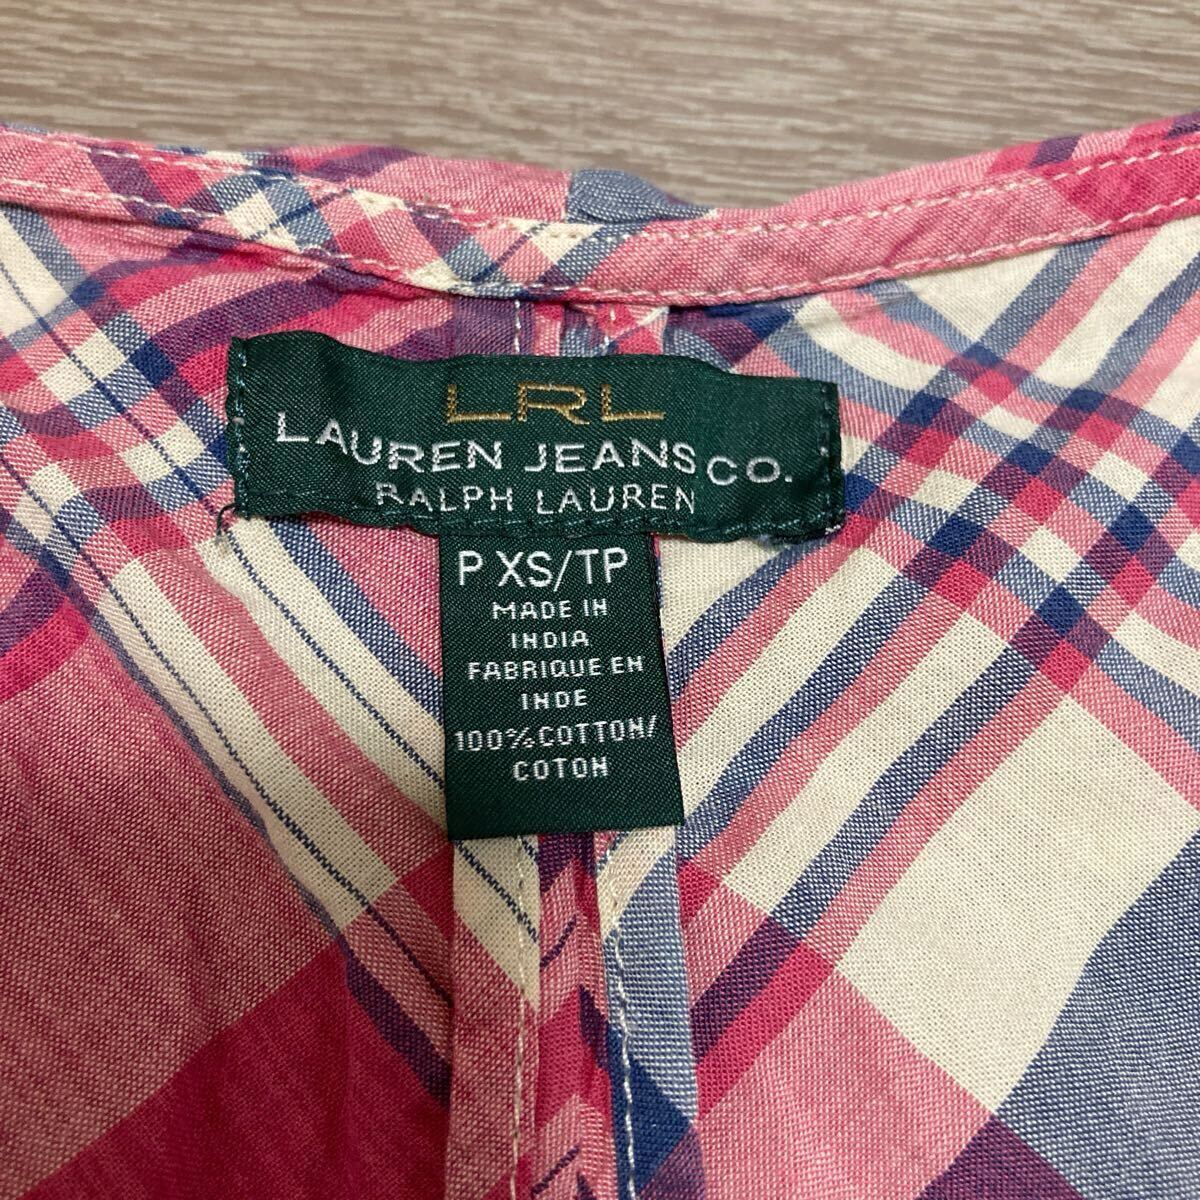 LRL
LAUREN JEANS CO.
RALPH LAUREN
P XS/TP
MADE IN
INDIA
FABRIQUE EN
INDE
100% COTTON/
COTON